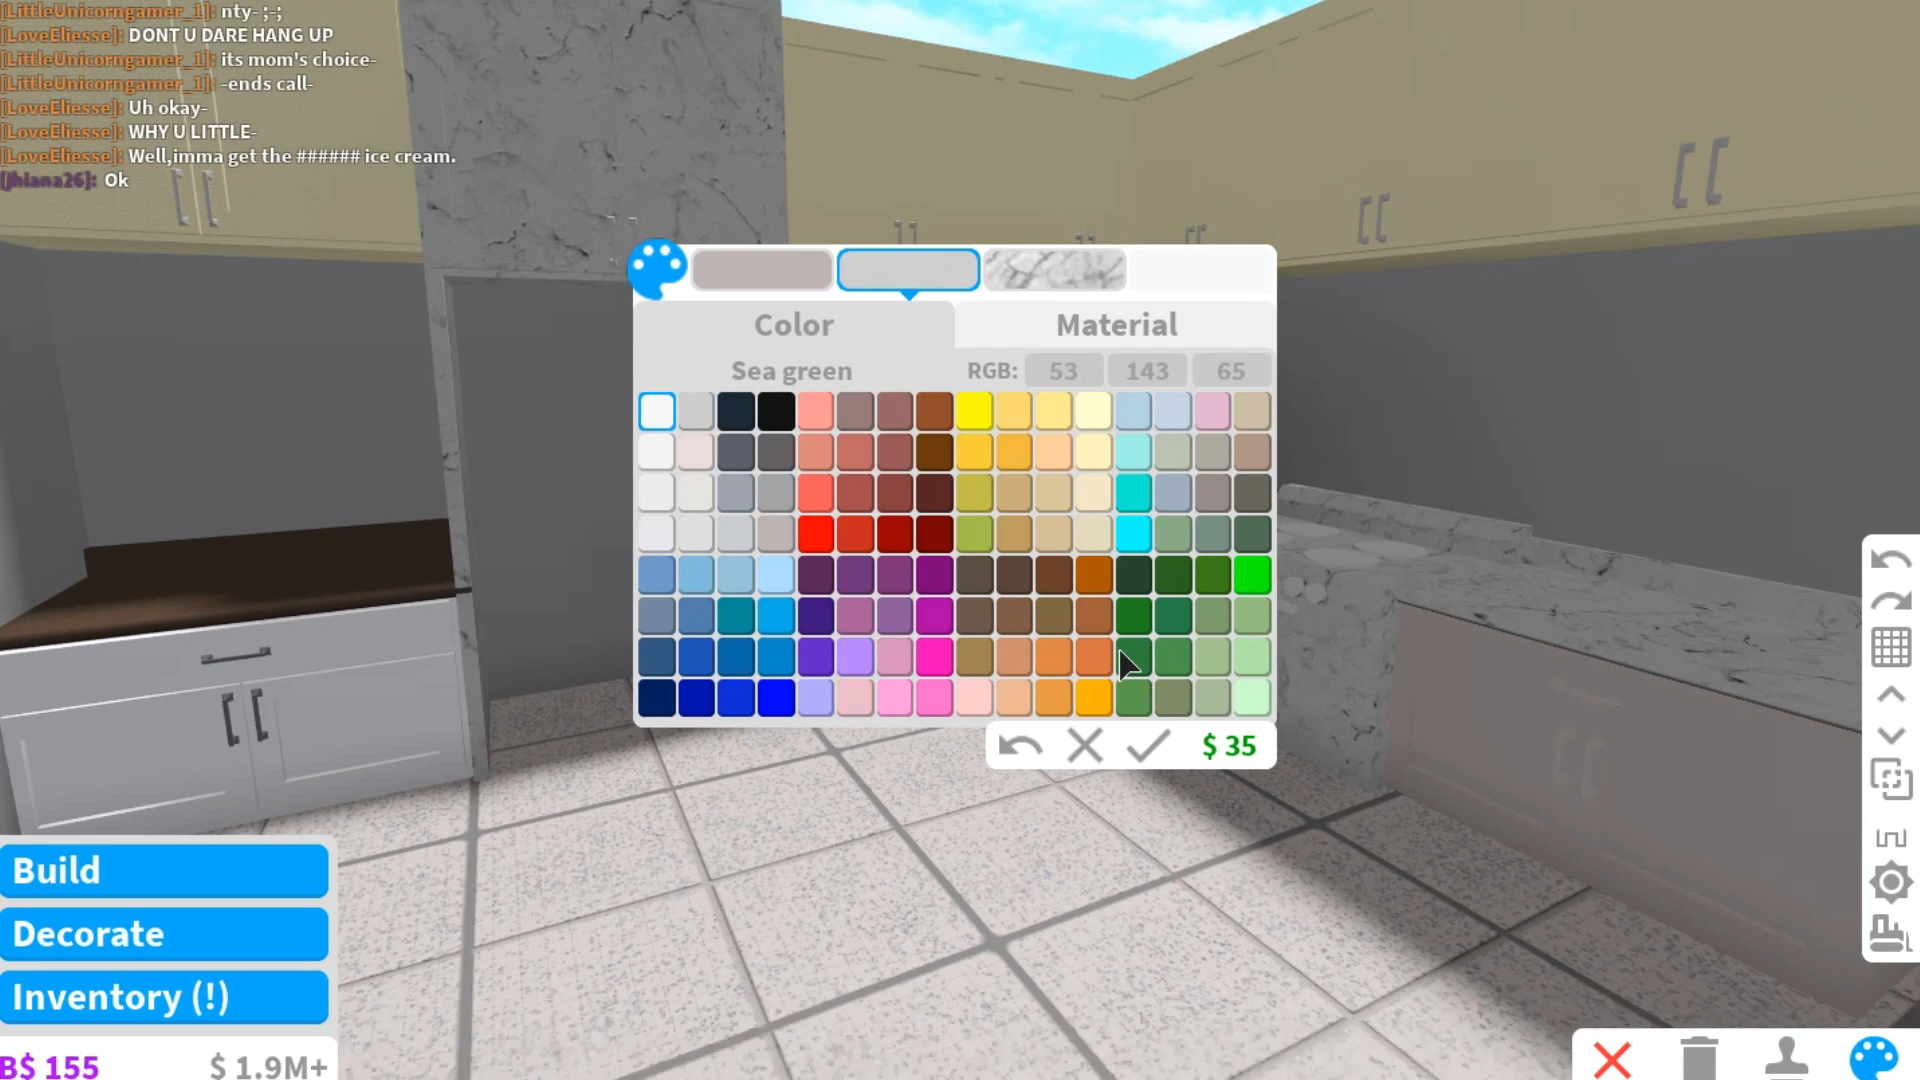 [LittleUnicorngamer_1]: nty- ;-;
[LoveEliesse]: DONT U DARE HANG UP
[LittleUnicorngamer_1]: its mom's choice-
[LittleUnicorngamer_1]: -ends call-
[LoveEliesse]: Uh okay-
[LoveEliesse]: WHY U LITTLE-
[LoveEliesse]: Well,imma get the ###### ice cream.
[jhlana26]: Ok
Color
Material
Sea green
RGB: 53 143 65
$ 35
Build
Decorate
Inventory (!)
B$ 155
$ 1.9M+